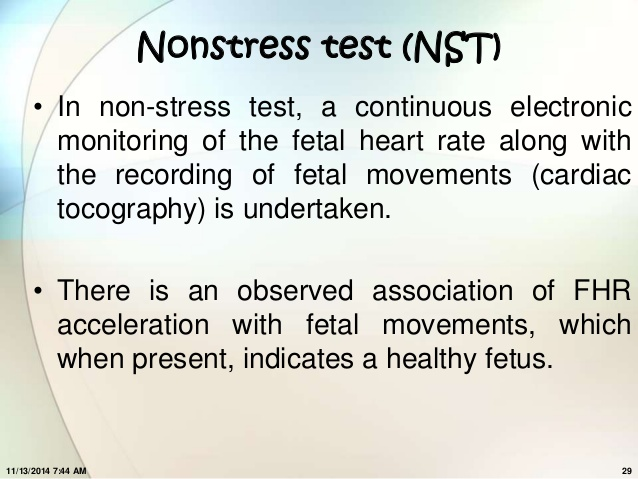 Nonstress test (NST)
• In non-stress test, a continuous electronic
monitoring of the fetal heart rate along with
the recording of fetal movements (cardiac
tocography) is undertaken.
• There is an observed association of FHR
acceleration with fetal movements, which
when present, indicates a healthy fetus.
11/13/2014 7:44 AM 29